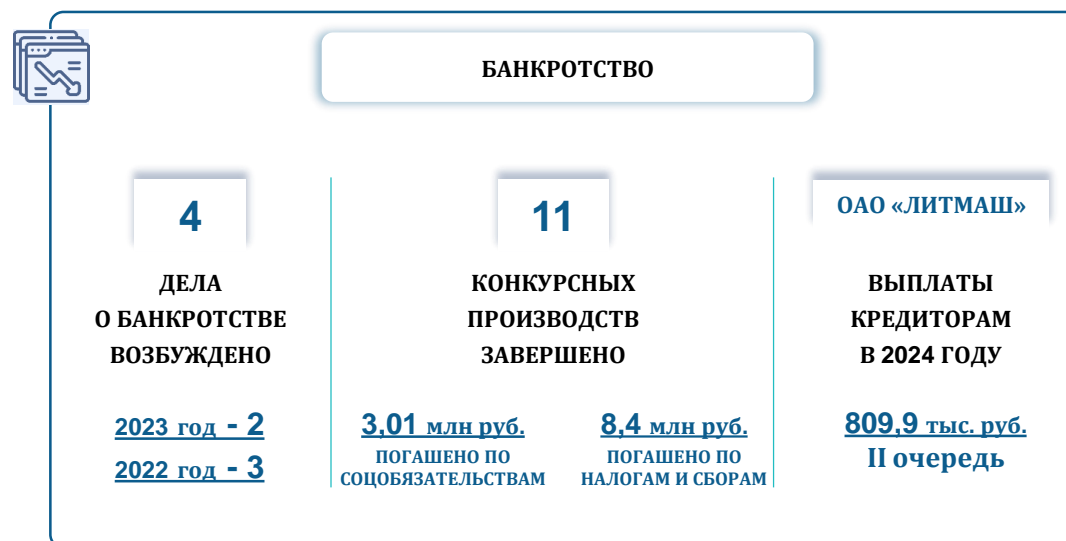 БАНКРОТСТВО
4
ДЕЛА
О БАНКРОТСТВЕ
ВОЗБУЖДЕНО
2023 год - 2
2022 год - 3
11
КОНКУРСНЫХ
ПРОИЗВОДСТВ
ЗАВЕРШЕНО
3,01 млн руб.
ПОГАШЕНО ПО
СОЦОБЯЗАТЕЛЬСТВАМ
8,4 млн руб.
ПОГАШЕНО ПО
НАЛОГАМ И СБОРАМ
ОАО «ЛИТМАШ»
ВЫПЛАТЫ
КРЕДИТОРАМ
В 2024 ГОДУ
809,9 тыс. руб.
II очередь